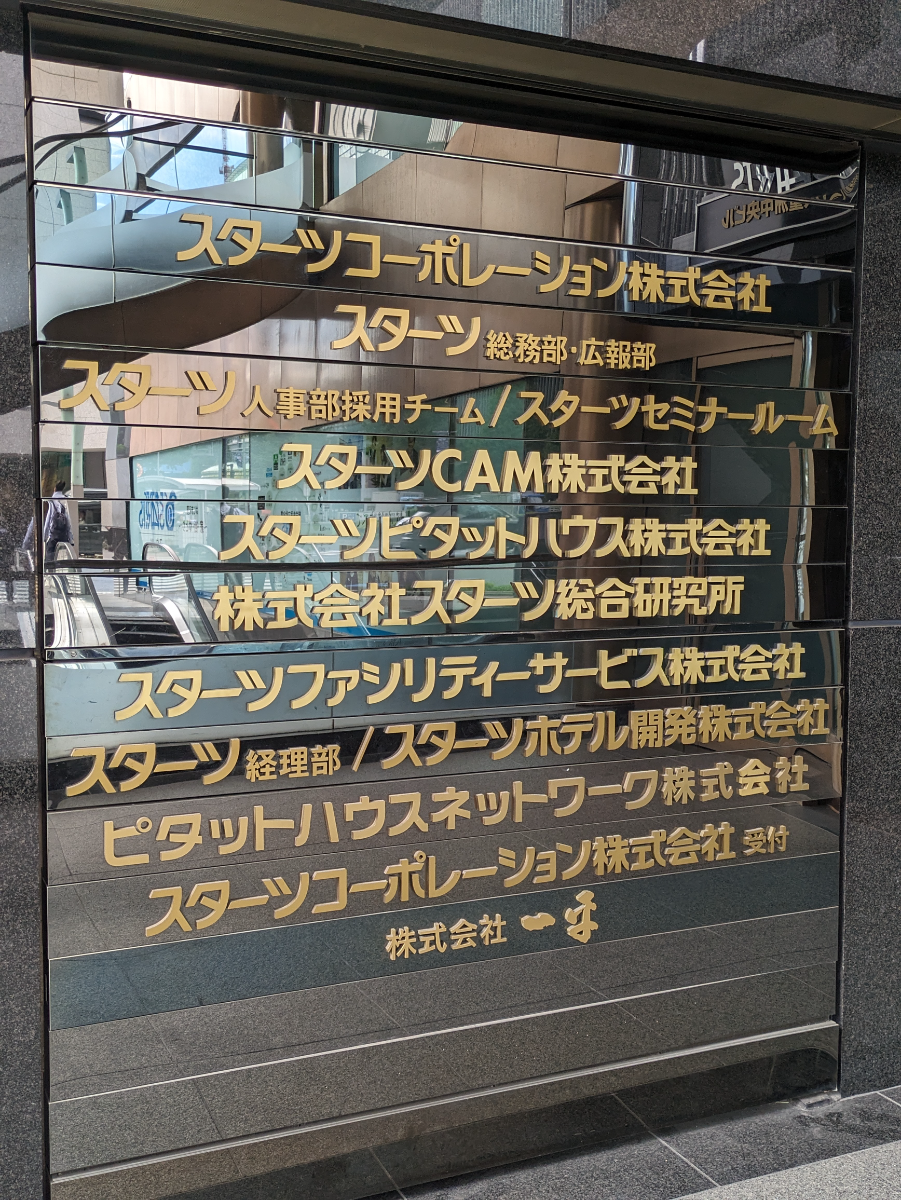 スターツコーポレーション株式会社
スターツ 総務部・広報部
スターツ 人事部採用チーム/スターツセミナールーム
スターツCAM株式会社
スターツピタットハウス株式会社
株式会社スターツ総合研究所
スターツファシリティーサービス株式会社
スターツ 経理部 / スターツホテル開発株式会社
ピタットハウスネットワーク株式会社
スターツコーポレーション株式会社 受付
株式会社 一平